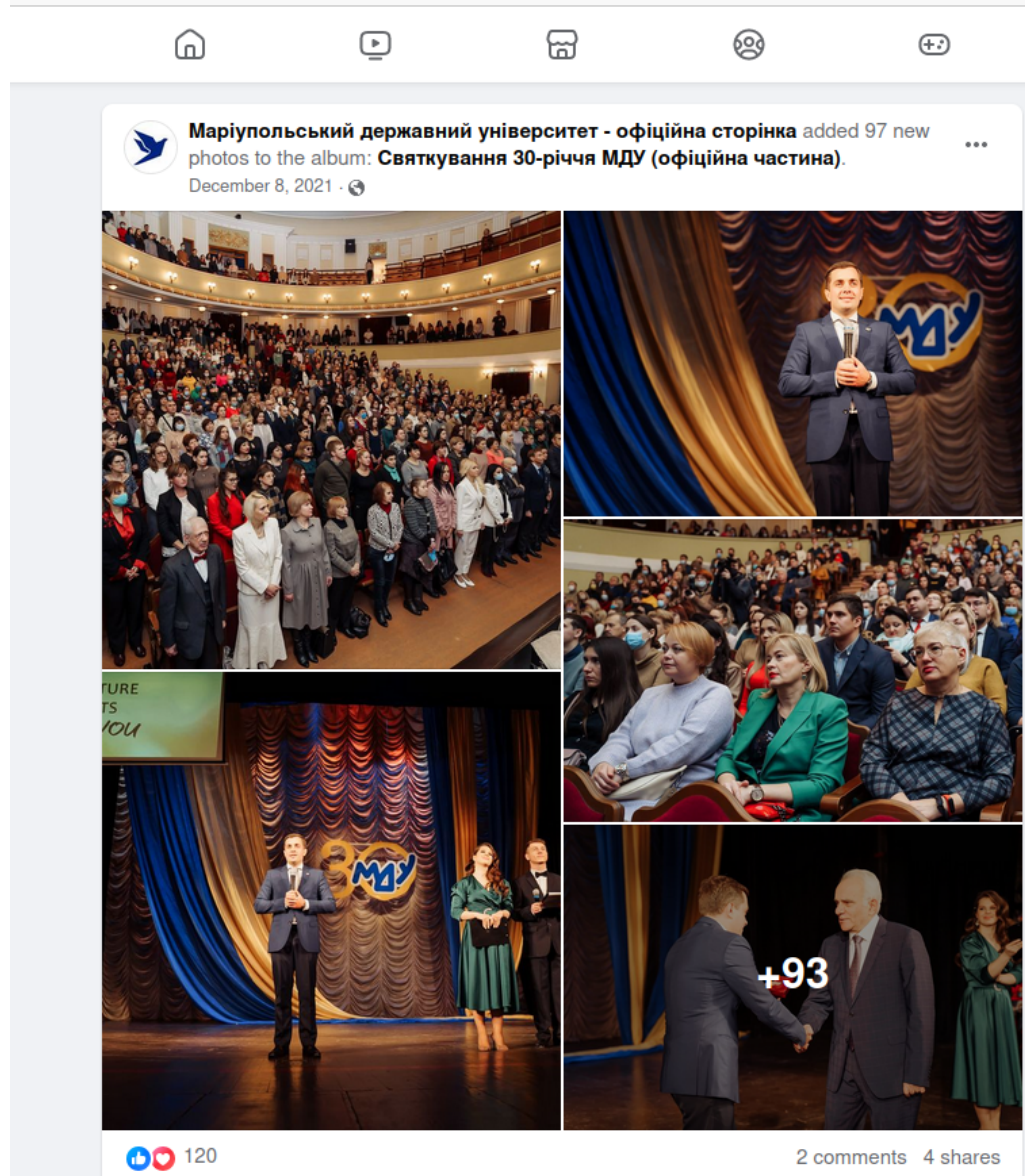 Маріупольський державний університет - офіційна сторінка added 97 new
photos to the album: Святкування 30-річчя МДУ (офіційна частина).
December 8, 2021 ·
МДУ
TURE
TS
YOU
30 МДУ
+93
120
2 comments 4 shares